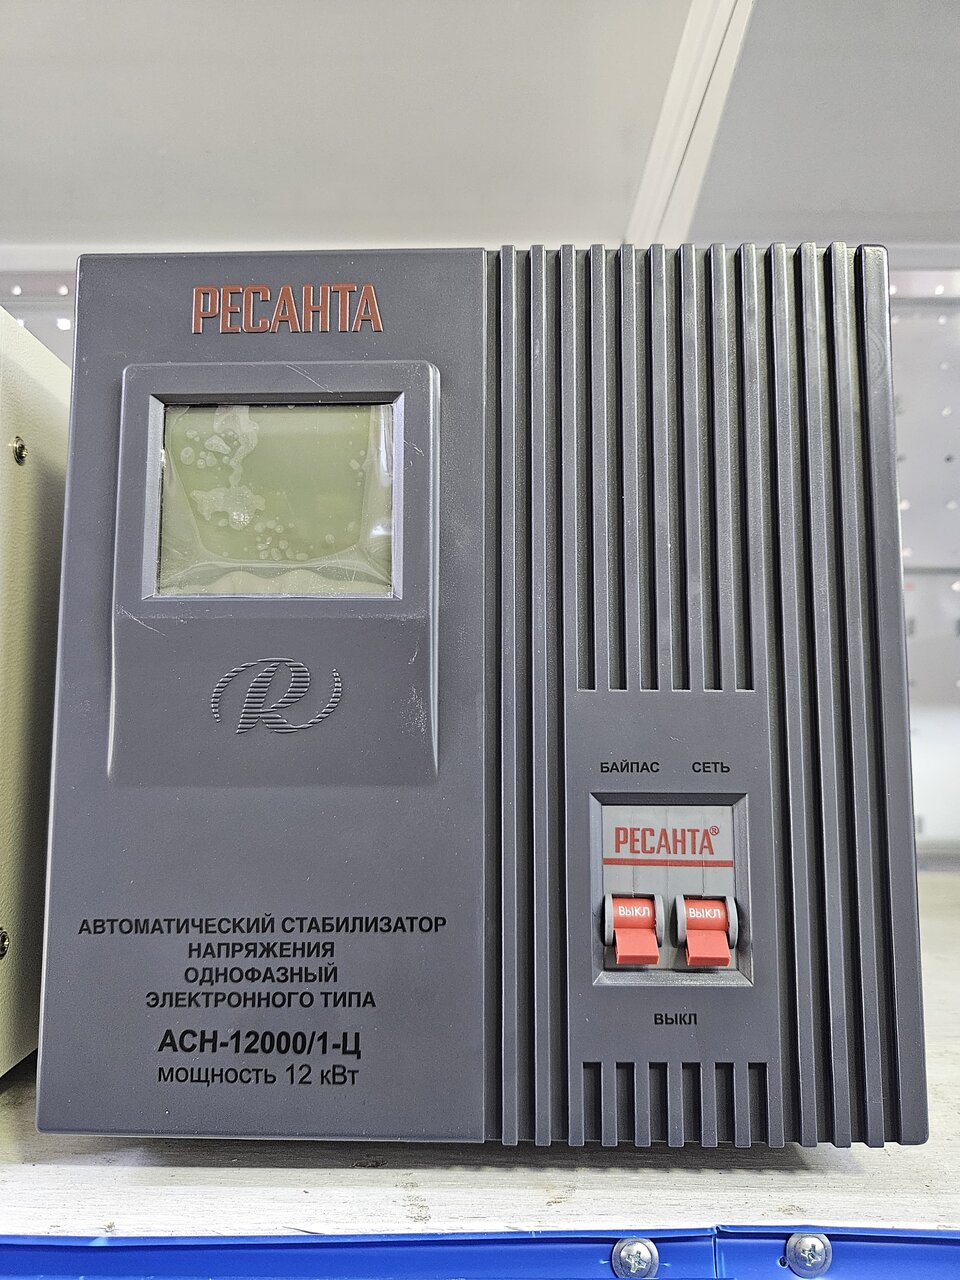 РЕСАНТА
R
БАЙПАС СЕТЬ
РЕСАНТА®
ВЫКЛ ВЫКЛ
ВЫКЛ
АВТОМАТИЧЕСКИЙ СТАБИЛИЗАТОР
НАПРЯЖЕНИЯ
ОДНОФАЗНЫЙ
ЭЛЕКТРОННОГО ТИПА
АСН-12000/1-Ц
мощность 12 кВт